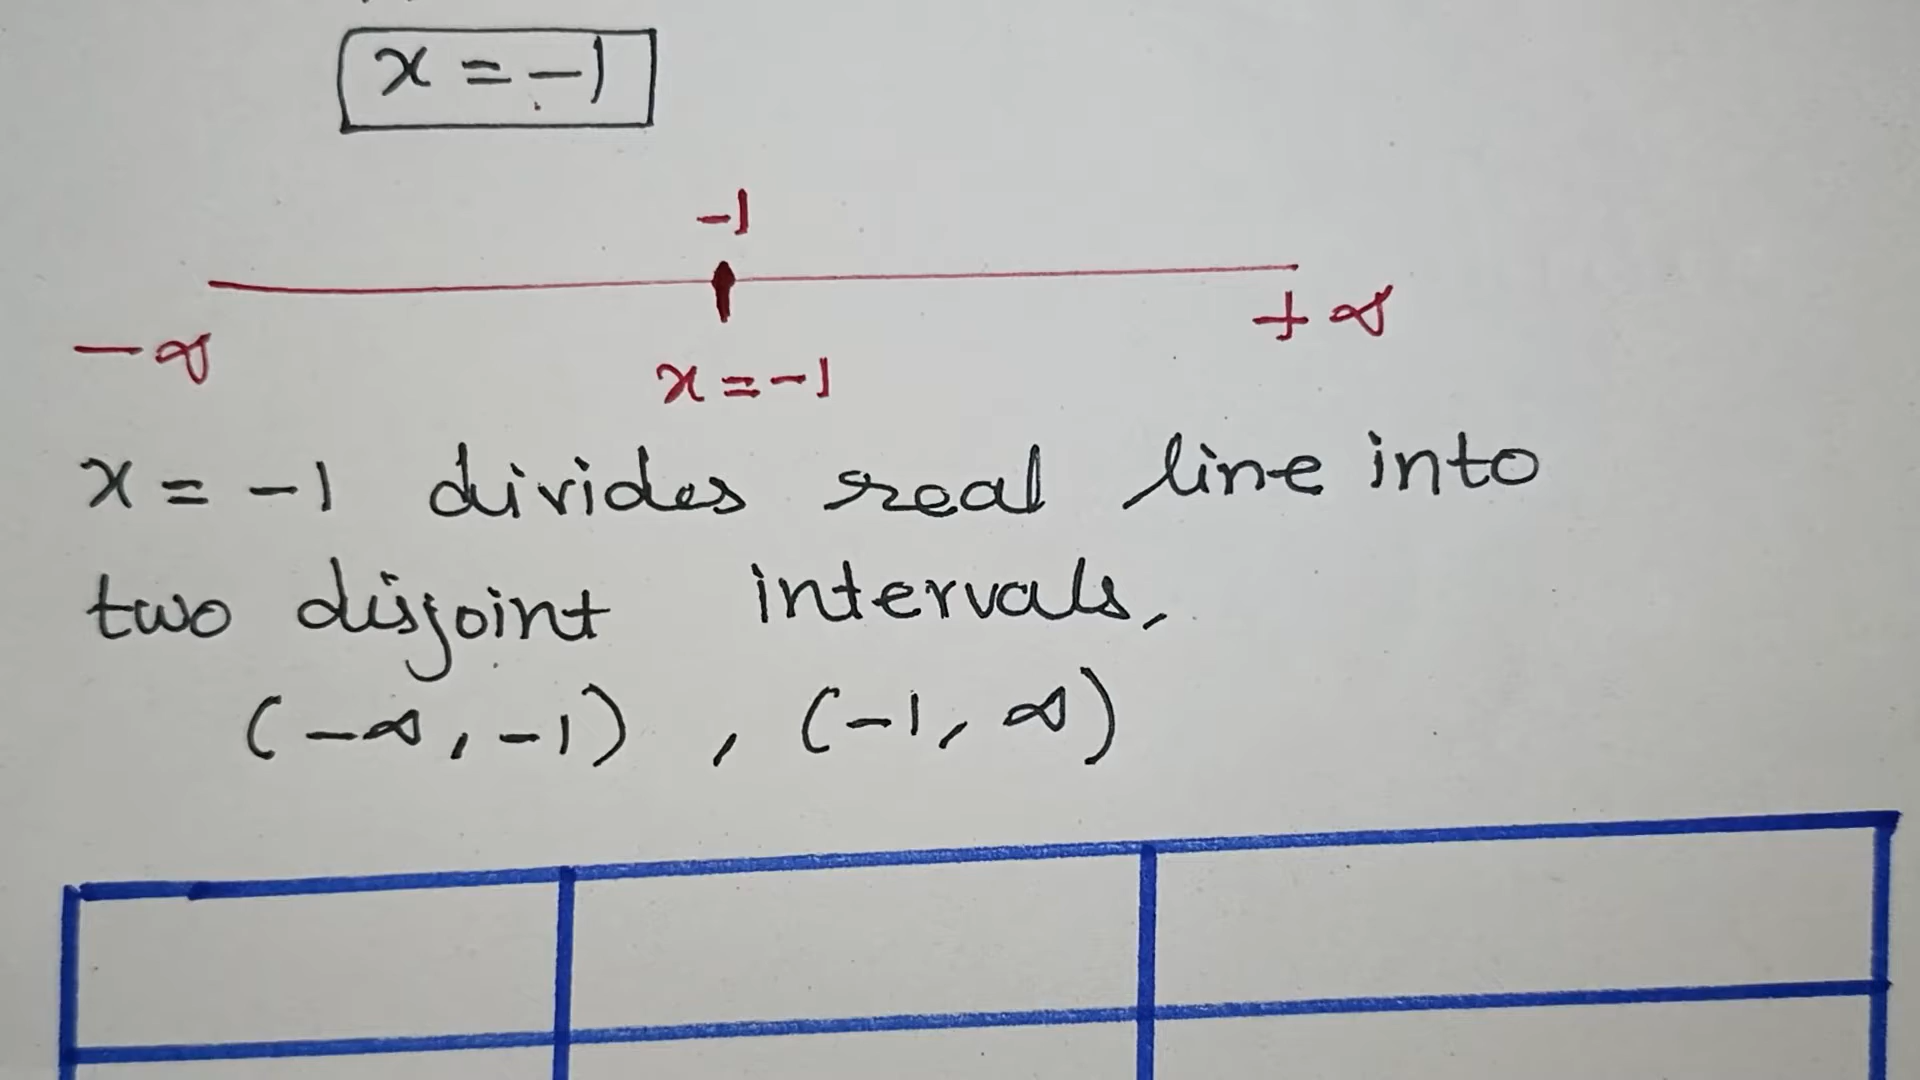 x = -1
-1
-∞ +∞
x = -1
x = -1 divides real line into
two disjoint intervals,
(-∞, -1) , (-1, ∞)